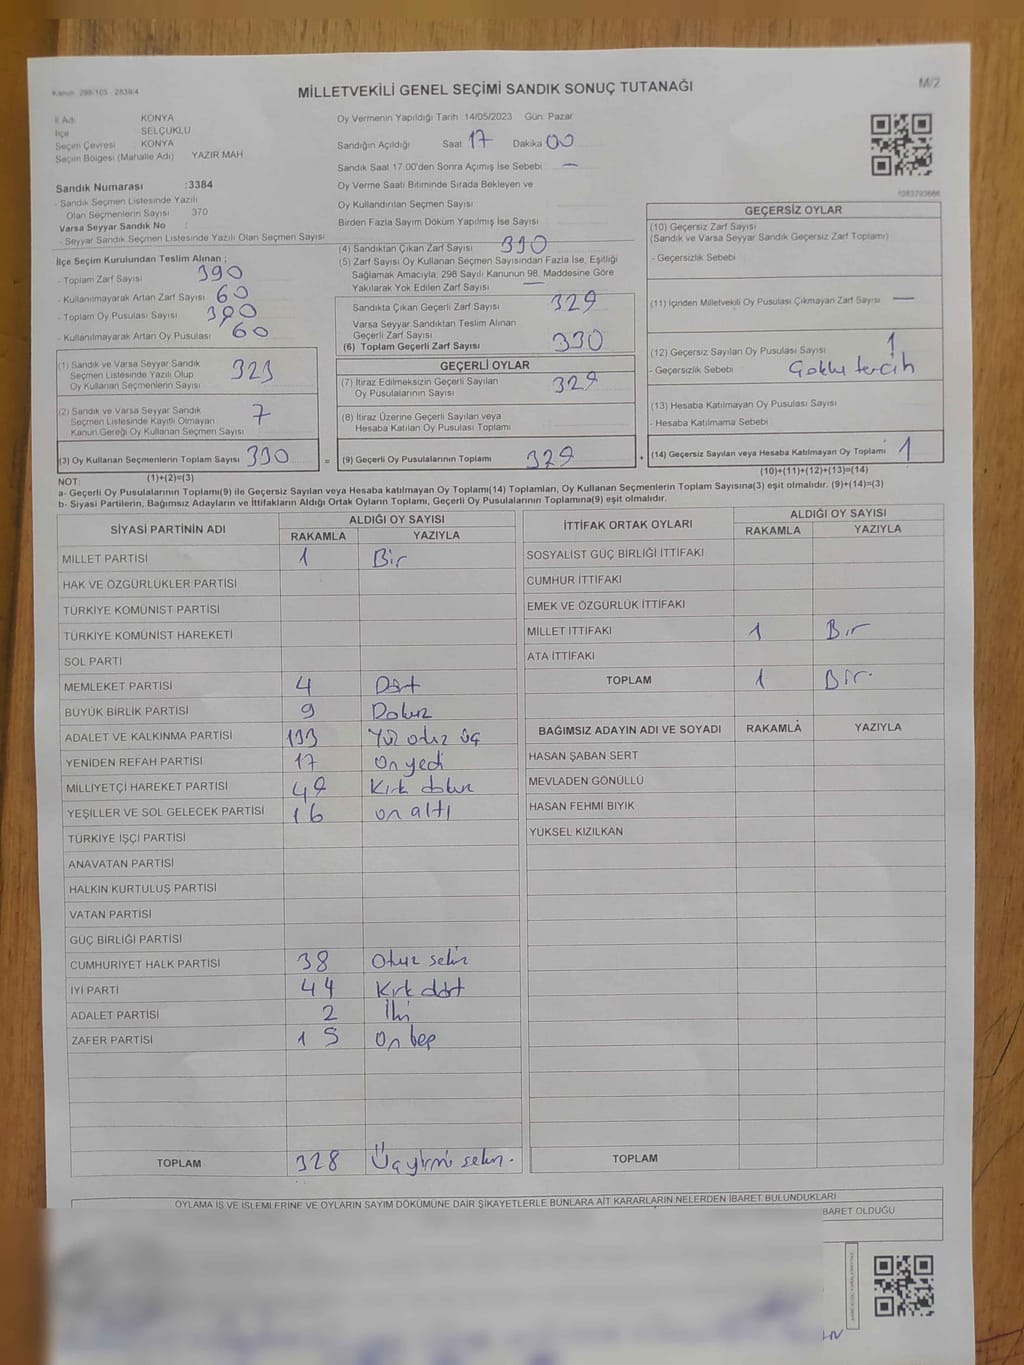 Kanun: 298/105 - 2839/4
MİLLETVEKİLİ GENEL SEÇİMİ SANDIK SONUÇ TUTANAĞI
M/2
İl Adı KONYA
İlçe SELÇUKLU
Seçim Çevresi KONYA
Seçim Bölgesi (Mahalle Adı) YAZIR MAH
Sandık Numarası :3384
- Sandık Seçmen Listesinde Yazılı
Olan Seçmenlerin Sayısı 370
Varsa Seyyar Sandık No :
- Seyyar Sandık Seçmen Listesinde Yazılı Olan Seçmen Sayısı
İlçe Seçim Kurulundan Teslim Alınan ;
- Toplam Zarf Sayısı 390
- Kullanılmayarak Artan Zarf Sayısı 60
- Toplam Oy Pusulası Sayısı 390
- Kullanılmayarak Artan Oy Pusulası 60
(1) Sandık ve Varsa Seyyar Sandık
Seçmen Listesinde Yazılı Olup
Oy Kullanan Seçmenlerin Sayısı 323
(2) Sandık ve Varsa Seyyar Sandık
Seçmen Listesinde Kayıtlı Olmayan
Kanun Gereği Oy Kullanan Seçmen Sayısı 7
(3) Oy Kullanan Seçmenlerin Toplam Sayısı 330
(1)+(2)=(3)
Oy Vermenin Yapıldığı Tarih 14/05/2023 Gün: Pazar
Sandığın Açıldığı Saat 17 Dakika 00
Sandık Saat 17:00'den Sonra Açımış İse Sebebi —
Oy Verme Saati Bitiminde Sırada Bekleyen ve
Oy Kullandırılan Seçmen Sayısı
Birden Fazla Sayım Döküm Yapılmış İse Sayısı
(4) Sandıktan Çıkan Zarf Sayısı 330
(5) Zarf Sayısı Oy Kullanan Seçmen Sayısından Fazla İse, Eşitliği
Sağlamak Amacıyla, 298 Sayılı Kanunun 98. Maddesine Göre
Yakılarak Yok Edilen Zarf Sayısı —
Sandıkta Çıkan Geçerli Zarf Sayısı 329
Varsa Seyyar Sandıktan Teslim Alınan
Geçerli Zarf Sayısı
(6) Toplam Geçerli Zarf Sayısı 330
GEÇERLİ OYLAR
(7) İtiraz Edilmeksizin Geçerli Sayılan
Oy Pusulalarının Sayısı 329
(8) İtiraz Üzerine Geçerli Sayılan veya
Hesaba Katılan Oy Pusulası Toplamı
= (9) Geçerli Oy Pusulalarının Toplamı 329
1083793666
GEÇERSİZ OYLAR
(10) Geçersiz Zarf Sayısı
(Sandık ve Varsa Seyyar Sandık Geçersiz Zarf Toplamı)
- Geçersizlik Sebebi
(11) İçinden Milletvekili Oy Pusulası Çıkmayan Zarf Sayısı —
(12) Geçersiz Sayılan Oy Pusulası Sayısı 1
- Geçersizlik Sebebi Çoklu tercih
(13) Hesaba Katılmayan Oy Pusulası Sayısı
- Hesaba Katılmama Sebebi
+ (14) Geçersiz Sayılan veya Hesaba Katılmayan Oy Toplamı 1
(10)+(11)+(12)+(13)=(14)
NOT:
a- Geçerli Oy Pusulalarının Toplamı(9) ile Geçersiz Sayılan veya Hesaba katılmayan Oy Toplamı(14) Toplamları, Oy Kullanan Seçmenlerin Toplam Sayısına(3) eşit olmalıdır. (9)+(14)=(3)
b- Siyasi Partilerin, Bağımsız Adayların ve İttifakların Aldığı Ortak Oyların Toplamı, Geçerli Oy Pusulalarının Toplamına(9) eşit olmalıdır.
SİYASİ PARTİNİN ADI ALDIĞI OY SAYISI
RAKAMLA YAZIYLA
MİLLET PARTİSİ 1 Bir
HAK VE ÖZGÜRLÜKLER PARTİSİ
TÜRKİYE KOMÜNİST PARTİSİ
TÜRKİYE KOMÜNİST HAREKETİ
SOL PARTİ
MEMLEKET PARTİSİ 4 Dört
BÜYÜK BİRLİK PARTİSİ 9 Dokuz
ADALET VE KALKINMA PARTİSİ 133 Yüz otuz üç
YENİDEN REFAH PARTİSİ 17 On yedi
MİLLİYETÇİ HAREKET PARTİSİ 49 Kırk dokuz
YEŞİLLER VE SOL GELECEK PARTİSİ 16 on altı
TÜRKİYE İŞÇİ PARTİSİ
ANAVATAN PARTİSİ
HALKIN KURTULUŞ PARTİSİ
VATAN PARTİSİ
GÜÇ BİRLİĞİ PARTİSİ
CUMHURİYET HALK PARTİSİ 38 Otuz sekiz
İYİ PARTİ 44 Kırk dört
ADALET PARTİSİ 2 İki
ZAFER PARTİSİ 15 On beş
TOPLAM 328 Üç yirmi sekiz.
İTTİFAK ORTAK OYLARI ALDIĞI OY SAYISI
RAKAMLA YAZIYLA
SOSYALİST GÜÇ BİRLİĞİ İTTİFAKI
CUMHUR İTTİFAKI
EMEK VE ÖZGÜRLÜK İTTİFAKI
MİLLET İTTİFAKI 1 Bir
ATA İTTİFAKI
TOPLAM 1 Bir.
BAĞIMSIZ ADAYIN ADI VE SOYADI RAKAMLA YAZIYLA
HASAN ŞABAN SERT
MEVLADEN GÖNÜLLÜ
HASAN FEHMİ BIYIK
YÜKSEL KIZILKAN
TOPLAM
OYLAMA İŞ VE İŞLEMLERİNE VE OYLARIN SAYIM DÖKÜMÜNE DAİR ŞİKAYETLERLE BUNLARA AİT KARARLARIN NELERDEN İBARET BULUNDUKLARI
BARET OLDUĞU